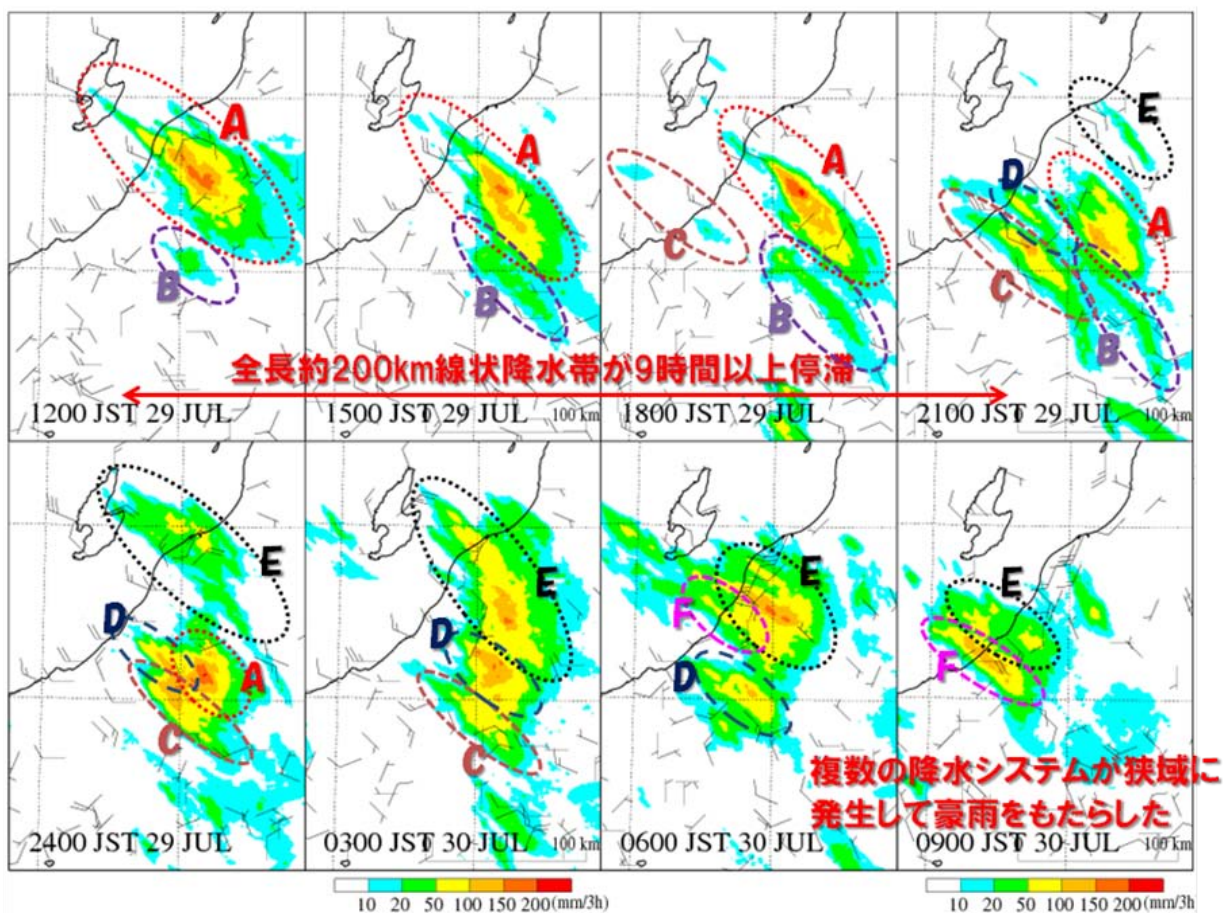 A
B
A
B
A
C
B
E
D
A
C
B
全長約200km線状降水帯が9時間以上停滞
1200 JST 29 JUL
1500 JST 29 JUL
100 km
1800 JST 29 JUL
2100 JST 29 JUL
100 km
E
D
A
C
E
D
C
E
F
D
E
F
複数の降水システムが狭域に
発生して豪雨をもたらした
2400 JST 29 JUL
0300 JST 30 JUL
100 km
0600 JST 30 JUL
0900 JST 30 JUL
100 km
10 20 50 100 150 200 (mm/3h)
10 20 50 100 150 200 (mm/3h)